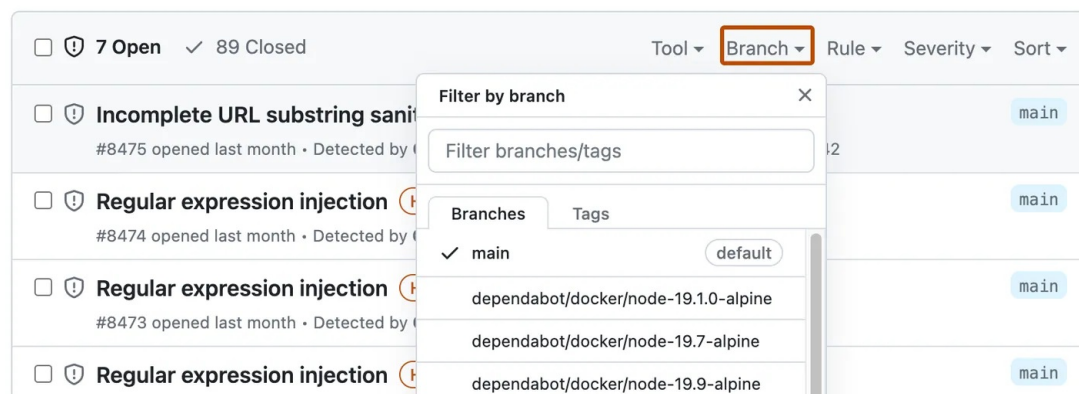 7 Open 89 Closed Tool Branch Rule Severity Sort
Filter by branch
Incomplete URL substring main
#8475 opened last month • Detected by
Filter branches/tags
Regular expression injection main
#8474 opened last month • Detected by
Branches Tags
main default
Regular expression injection main
#8473 opened last month • Detected by
dependabot/docker/node-19.1.0-alpine
dependabot/docker/node-19.7-alpine
Regular expression injection main
dependabot/docker/node-19.9-alpine